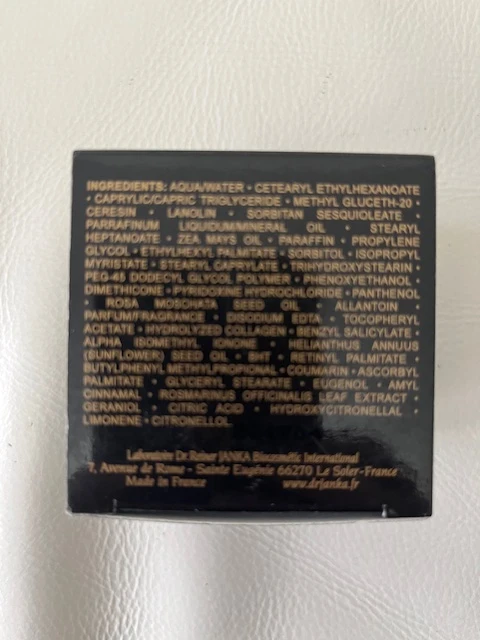 INGREDIENTS: AQUA/WATER • CETEARYL ETHYLHEXANOATE
• CAPRYLIC/CAPRIC TRIGLYCERIDE • METHYL GLUCETH-20 •
CERESIN • LANOLIN • SORBITAN SESQUIOLEATE •
PARRAFINUM LIQUIDUM/MINERAL OIL • STEARYL
HEPTANOATE • ZEA MAYS OIL • PARAFFIN • PROPYLENE
GLYCOL • ETHYLHEXYL PALMITATE • SORBITOL • ISOPROPYL
MYRISTATE • STEARYL CAPRYLATE • TRIHYDROXYSTEARIN •
PEG-45 DODECYL GLYCOL POLYMER • PHENOXYETHANOL •
DIMETHICONE • PYRIDOXINE HYDROCHLORIDE • PANTHENOL
• ROSA MOSCHATA SEED OIL • ALLANTOIN •
PARFUM/FRAGRANCE • DISODIUM EDTA • TOCOPHERYL
ACETATE • HYDROLYZED COLLAGEN • BENZYL SALICYLATE •
ALPHA ISOMETHYL IONONE • HELIANTHUS ANNUUS
(SUNFLOWER) SEED OIL • BHT • RETINYL PALMITATE •
BUTYLPHENYL METHYLPROPIONAL • COUMARIN • ASCORBYL
PALMITATE • GLYCERYL STEARATE • EUGENOL • AMYL
CINNAMAL • ROSMARINUS OFFICINALIS LEAF EXTRACT •
GERANIOL • CITRIC ACID • HYDROXYCITRONELLAL •
LIMONENE • CITRONELLOL
Laboratoire Dr Reiner JANKA Biocosmétic International
7, Avenue de Rome - Sainte Eugénie 66270 Le Soler-France
Made in France www.drjanka.fr